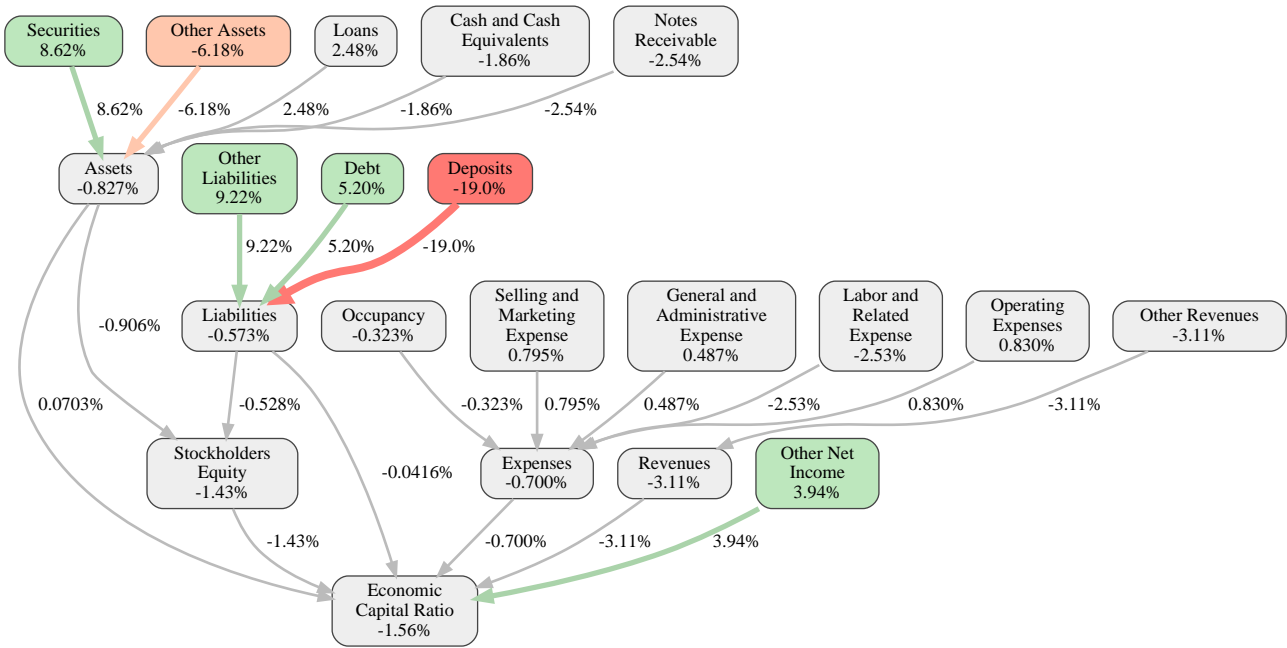 Securities
8.62%
Other Assets
-6.18%
Loans
2.48%
Cash and Cash
Equivalents
-1.86%
Notes
Receivable
-2.54%
8.62%
-6.18%
2.48%
-1.86%
-2.54%
Assets
-0.827%
Other
Liabilities
9.22%
Debt
5.20%
Deposits
-19.0%
9.22%
5.20%
-19.0%
-0.906%
Liabilities
-0.573%
Occupancy
-0.323%
Selling and
Marketing
Expense
0.795%
General and
Administrative
Expense
0.487%
Labor and
Related
Expense
-2.53%
Operating
Expenses
0.830%
Other Revenues
-3.11%
0.0703%
-0.528%
-0.323%
0.795%
0.487%
-2.53%
0.830%
-3.11%
Stockholders
Equity
-1.43%
-0.0416%
Expenses
-0.700%
Revenues
-3.11%
Other Net
Income
3.94%
-1.43%
-0.700%
-3.11%
3.94%
Economic
Capital Ratio
-1.56%